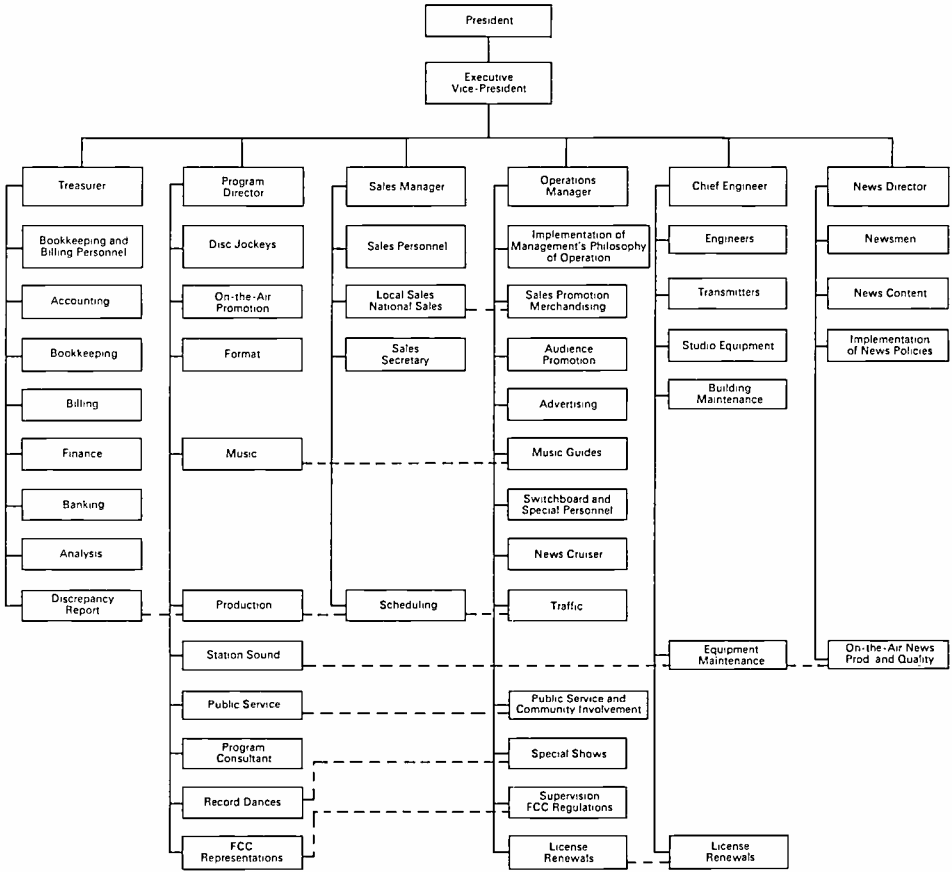 President
Executive
Vice-President
Treasurer
Bookkeeping and
Billing Personnel
Accounting
Bookkeeping
Billing
Finance
Banking
Analysis
Discrepancy
Report
Program
Director
Disc Jockeys
On-the-Air
Promotion
Format
Music
Production
Station Sound
Public Service
Program
Consultant
Record Dances
FCC
Representations
Sales Manager
Sales Personnel
Local Sales
National Sales
Sales
Secretary
Scheduling
Operations
Manager
Implementation of
Management's Philosophy
of Operation
Sales Promotion
Merchandising
Audience
Promotion
Advertising
Music Guides
Switchboard and
Special Personnel
News Cruiser
Traffic
Public Service and
Community Involvement
Special Shows
Supervision
FCC Regulations
License
Renewals
Chief Engineer
Engineers
Transmitters
Studio Equipment
Building
Maintenance
Equipment
Maintenance
License
Renewals
News Director
Newsmen
News Content
Implementation
of News Policies
On-the-Air News
Prod. and Quality